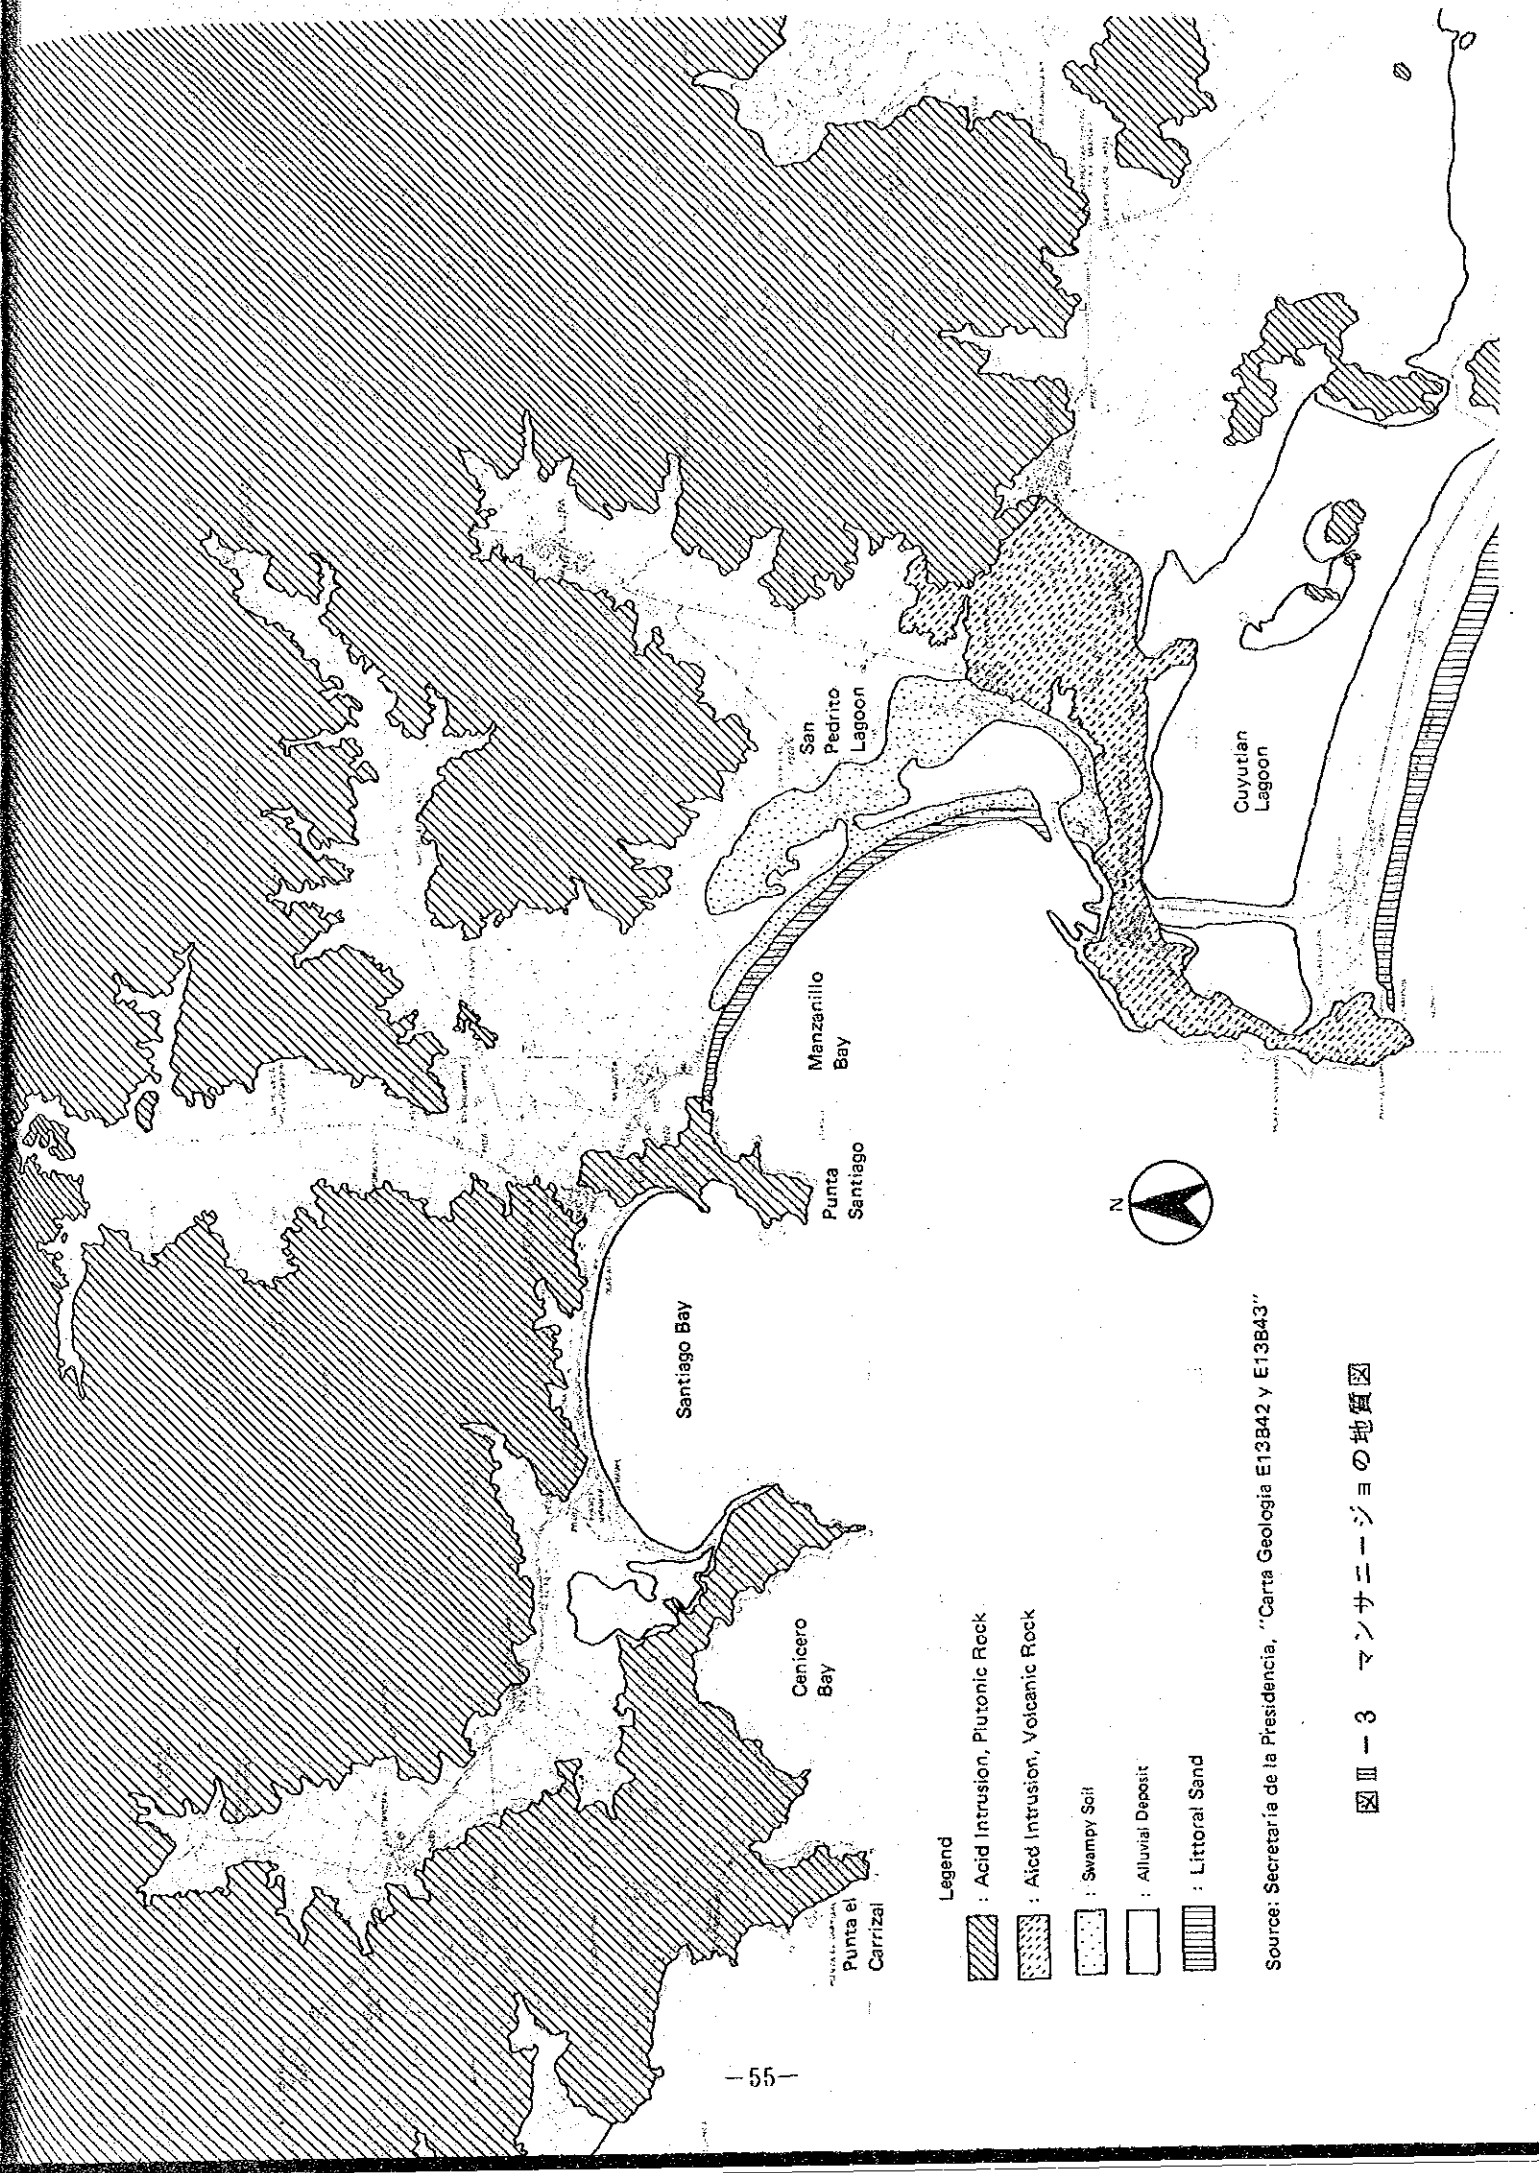 San
Pedrito
Lagoon
Cuyutlan
Lagoon
Manzanillo
Bay
Punta
Santiago
Santiago Bay
Cenicero
Bay
Punta el
Carrizal
N
Legend
: Acid Intrusion, Plutonic Rock
: Aicd Intrusion, Volcanic Rock
: Swampy Soil
: Alluvial Deposit
: Littoral Sand
Source: Secretaría de la Presidencia, "Carta Geologia E13B42 y E13B43"
図Ⅲ－3 マンサニージョの地質図
—55—